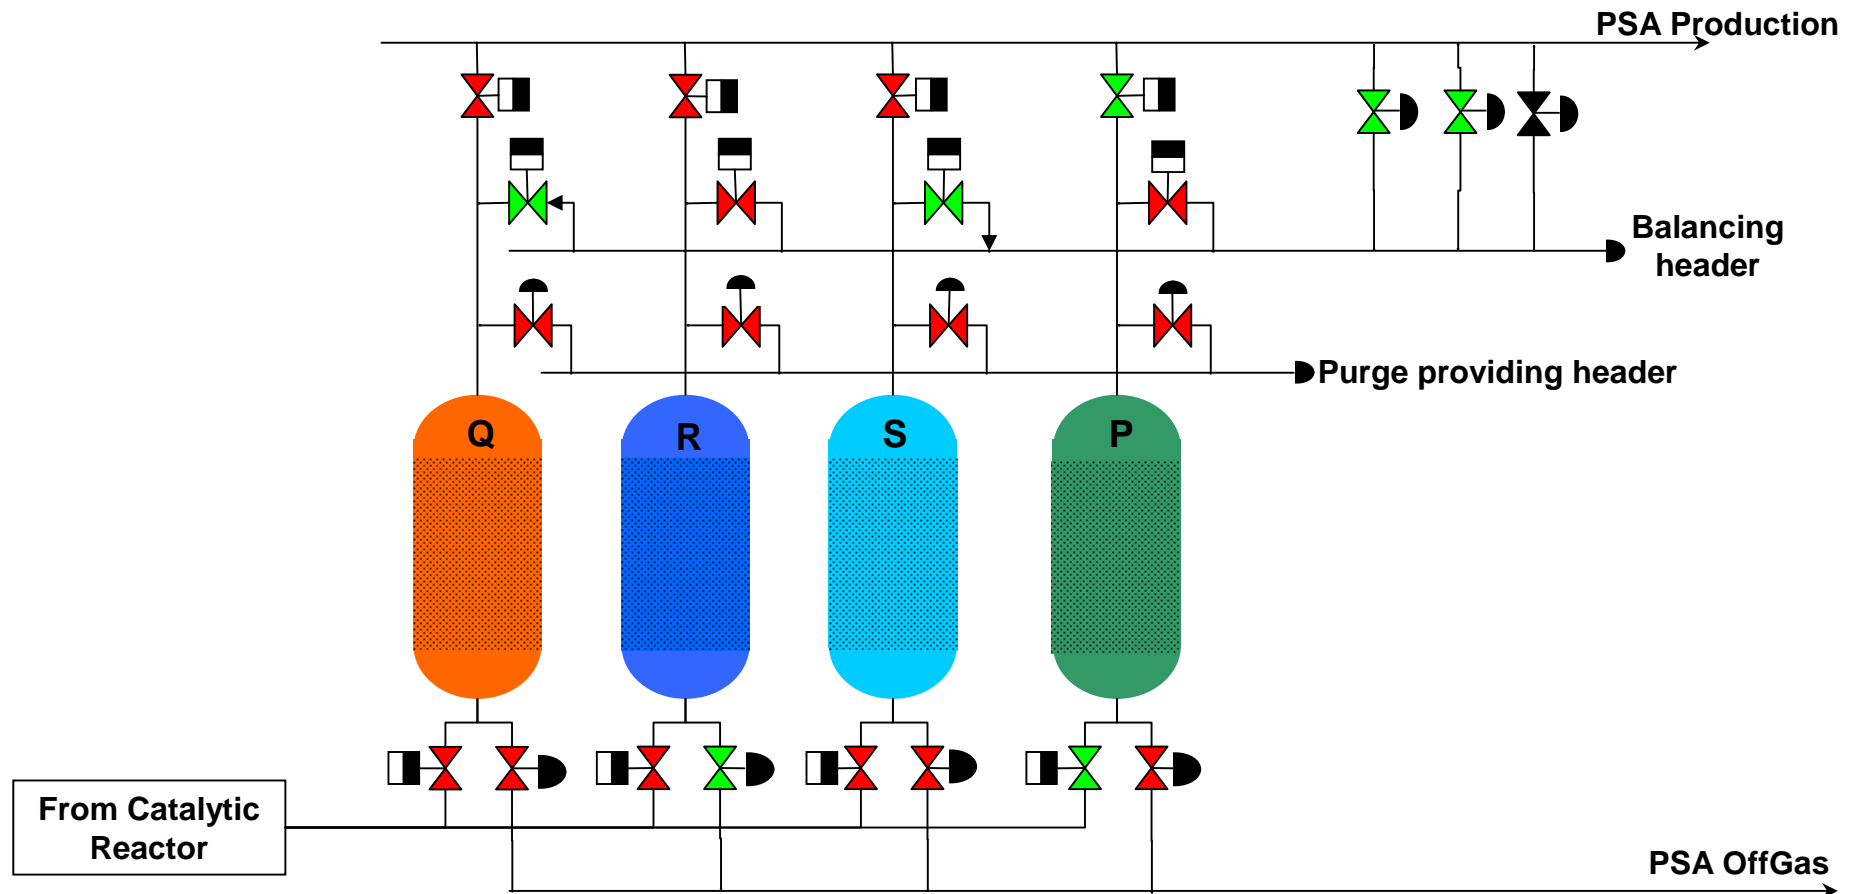 PSA Production
Balancing
header
Purge providing header
Q
R
S
P
From Catalytic
Reactor
PSA OffGas